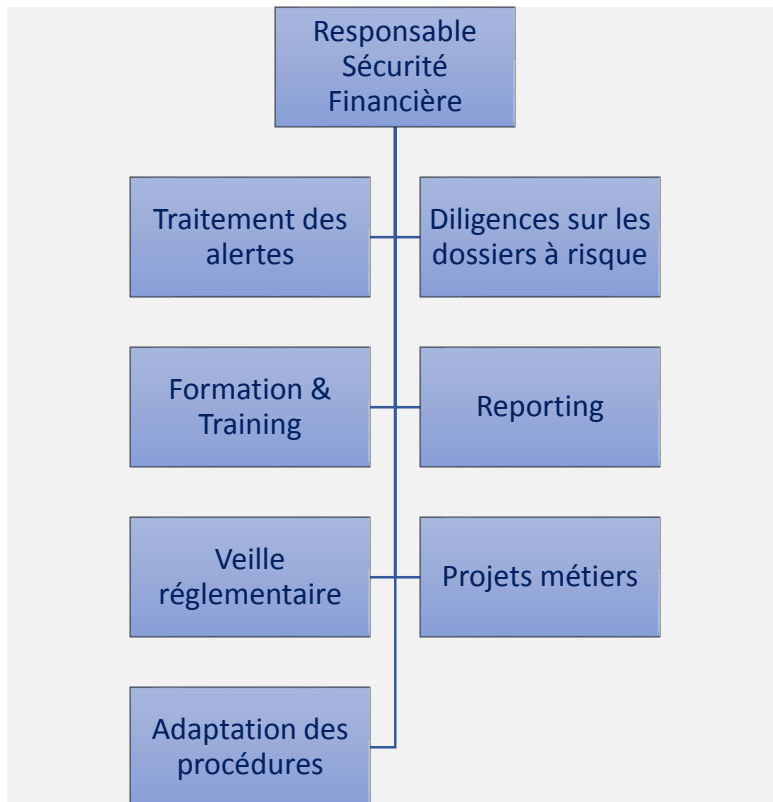 Responsable
Sécurité
Financière
Traitement des
alertes
Diligences sur les
dossiers à risque
Formation &
Training
Reporting
Veille
réglementaire
Projets métiers
Adaptation des
procédures